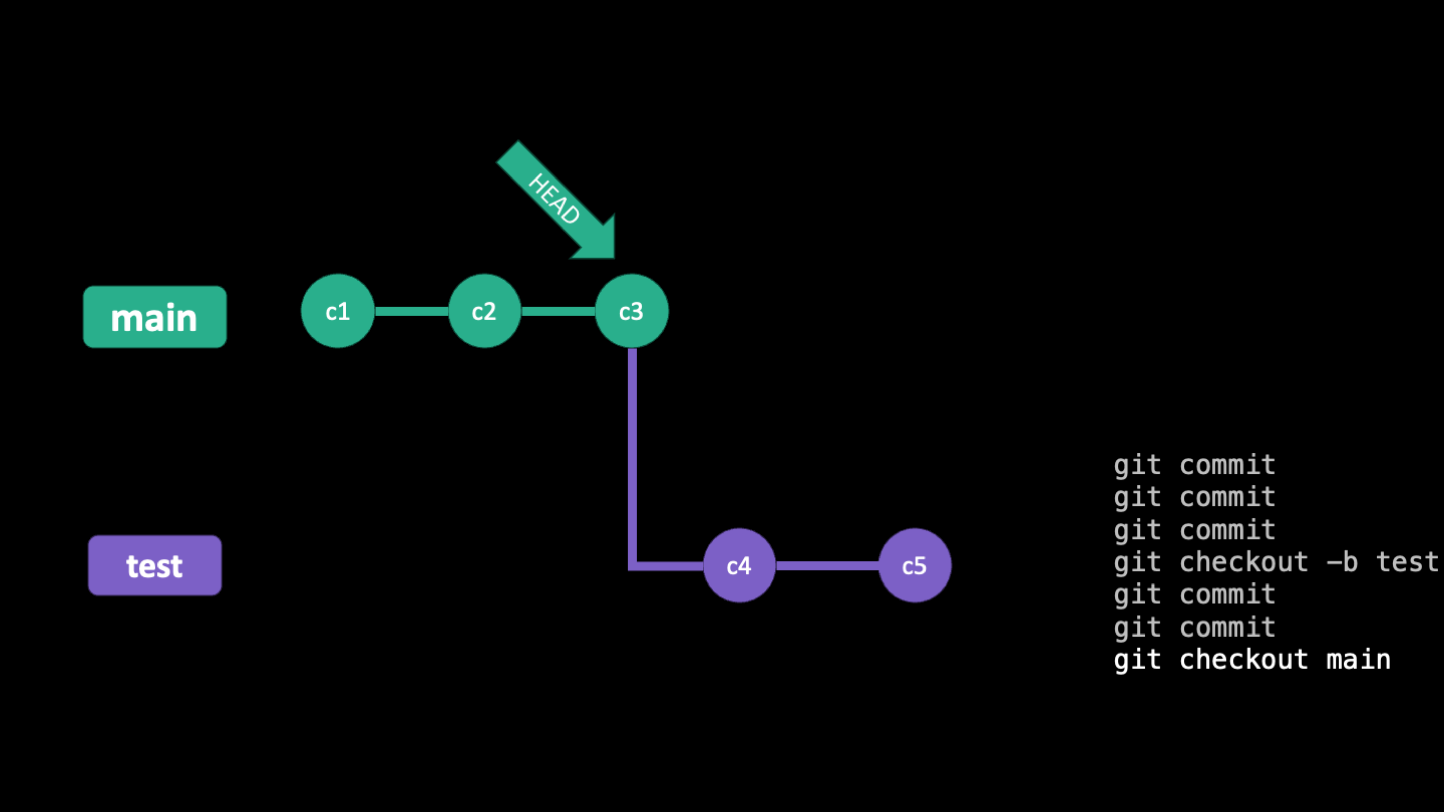 HEAD
main
c1
c2
c3
test
c4
c5
git commit
git commit
git commit
git checkout -b test
git commit
git commit
git checkout main